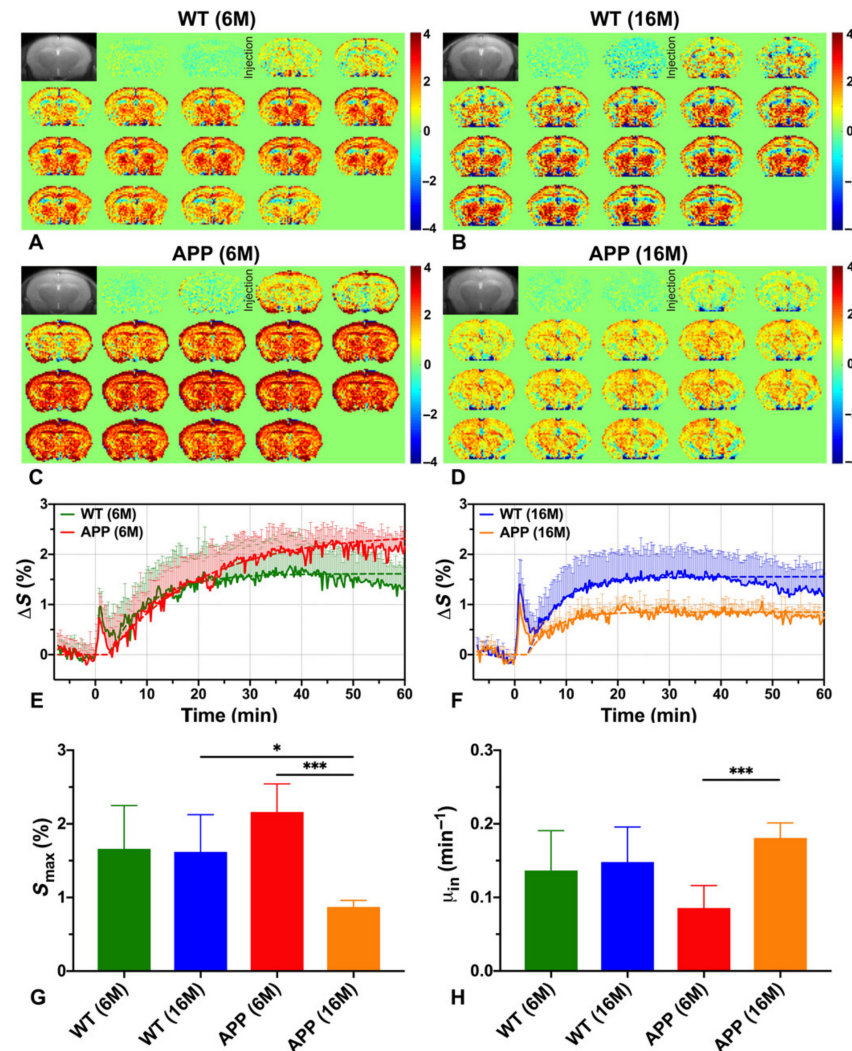 WT (6M)
WT (16M)
Injection
Injection
4
2
0
−2
−4
4
2
0
−2
−4
A
B
APP (6M)
APP (16M)
Injection
Injection
4
2
0
−2
−4
4
2
0
−2
−4
C
D
WT (6M)
APP (6M)
3
2
1
0
ΔS (%)
0 10 20 30 40 50 60
Time (min)
E
WT (16M)
APP (16M)
3
2
1
0
ΔS (%)
0 10 20 30 40 50 60
Time (min)
F
*
***
3
2
1
0
Smax (%)
WT (6M)
WT (16M)
APP (6M)
APP (16M)
G
***
0.3
0.2
0.1
0.0
μin (min−1)
WT (6M)
WT (16M)
APP (6M)
APP (16M)
H